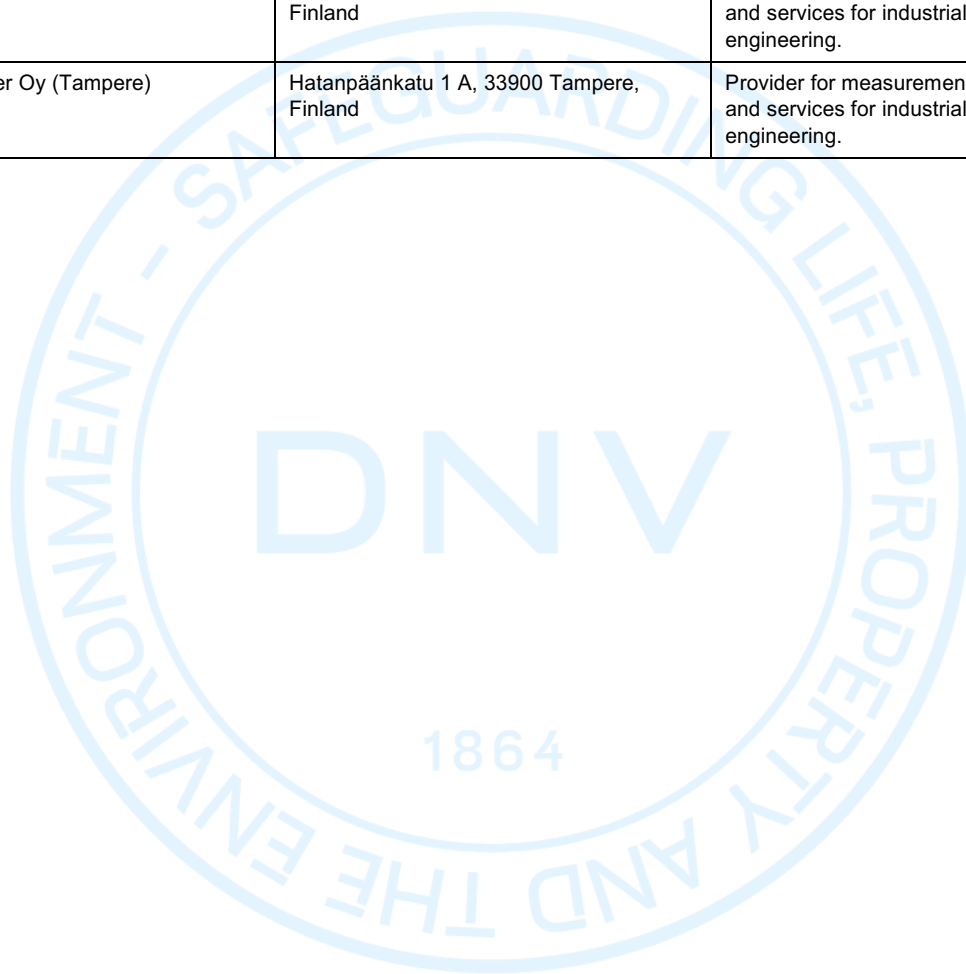 Finland
and services for industrial
engineering.
er Oy (Tampere)
Hatanpäänkatu 1 A, 33900 Tampere,
Finland
Provider for measuremen
and services for industrial
engineering.
SAFEGUARDING LIFE, PROPERTY AND THE ENVIRONMENT -
DNV
1864